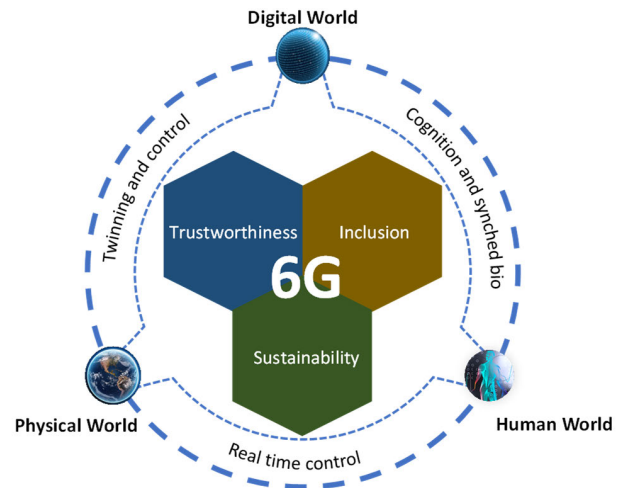 Digital World
Twinning and control
Cognition and synched bio
Trustworthiness
Inclusion
6G
Sustainability
Physical World
Human World
Real time control